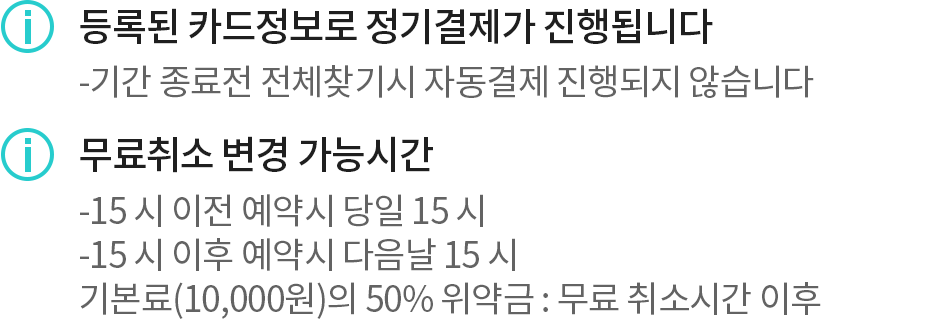 등록된 카드정보로 정기결제가 진행됩니다
-기간 종료전 전체찾기시 자동결제 진행되지 않습니다
무료취소 변경 가능시간
-15 시 이전 예약시 당일 15 시
-15 시 이후 예약시 다음날 15 시
기본료(10,000원)의 50% 위약금 : 무료 취소시간 이후